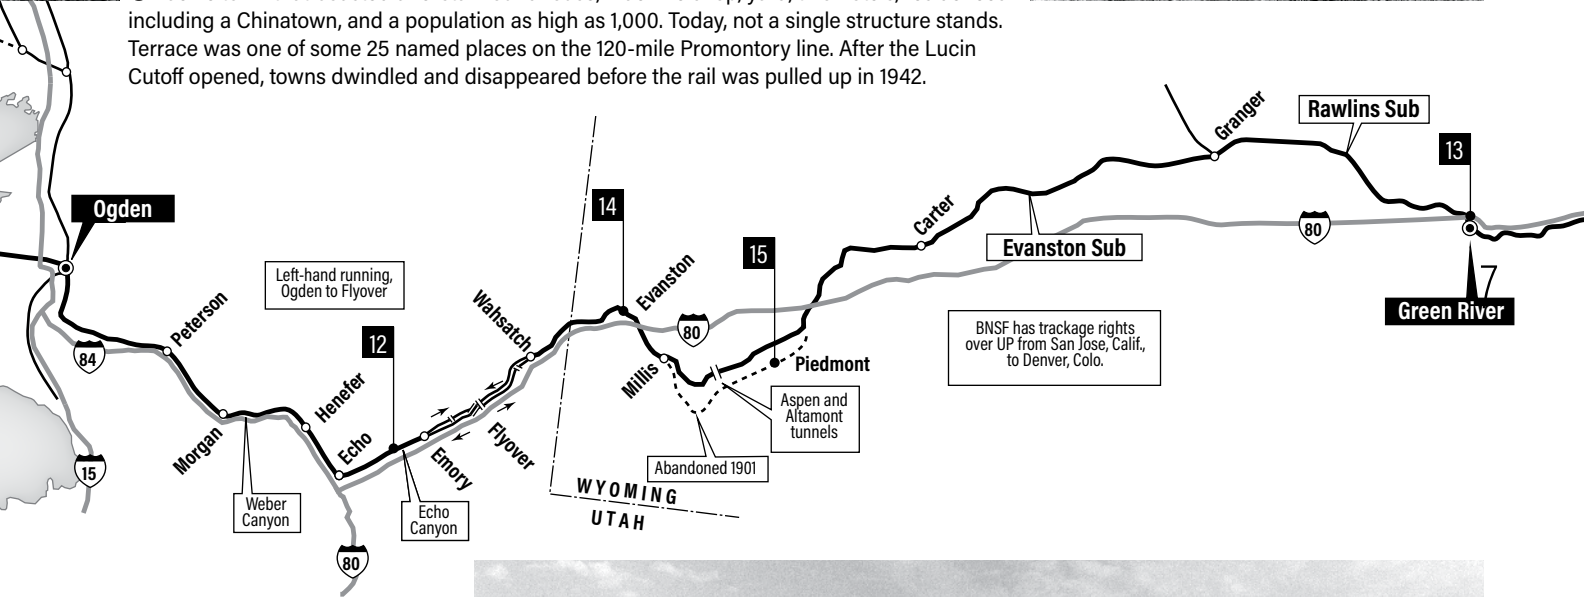 including a Chinatown, and a population as high as 1,000. Today, not a single structure stands.
Terrace was one of some 25 named places on the 120-mile Promontory line. After the Lucin
Cutoff opened, towns dwindled and disappeared before the rail was pulled up in 1942.
Granger
Rawlins Sub
13
Ogden
14
Carter
80
15
Evanston Sub
Evanston
Left-hand running,
Ogden to Flyover
Peterson
Wahsatch
7
Green River
12
80
BNSF has trackage rights
over UP from San Jose, Calif.,
to Denver, Colo.
84
Millis
Piedmont
Henefer
Aspen and
Altamont
tunnels
Morgan
Echo
Emory
Flyover
Abandoned 1901
15
WYOMING
UTAH
Weber
Canyon
Echo
Canyon
80